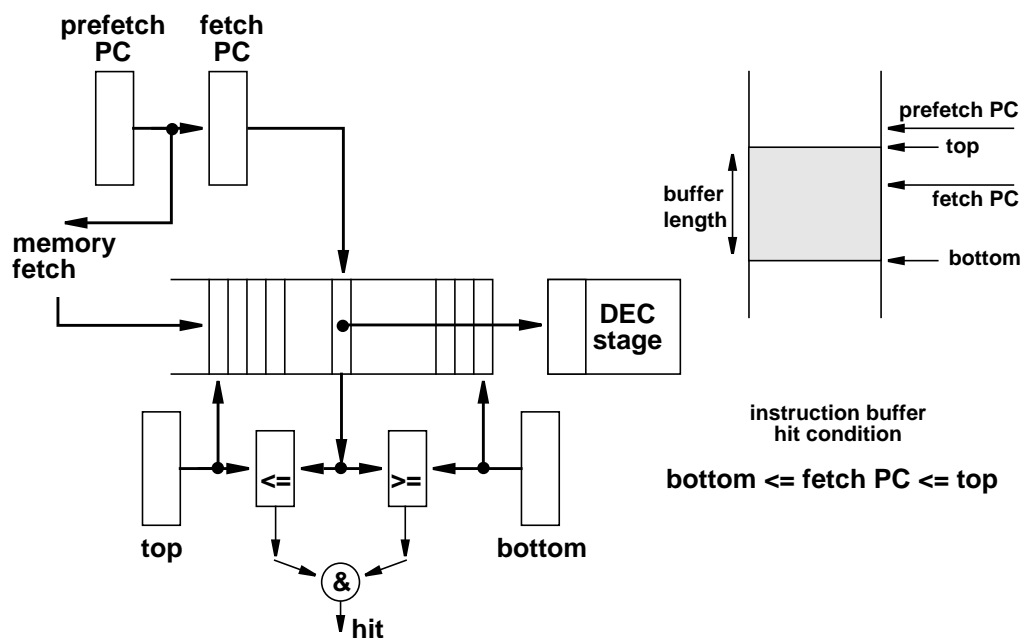 prefetch
PC
fetch
PC
memory
fetch
DEC
stage
<=
>=
top
bottom
&
hit
prefetch PC
top
buffer
length
fetch PC
bottom
instruction buffer
hit condition
bottom <= fetch PC <= top